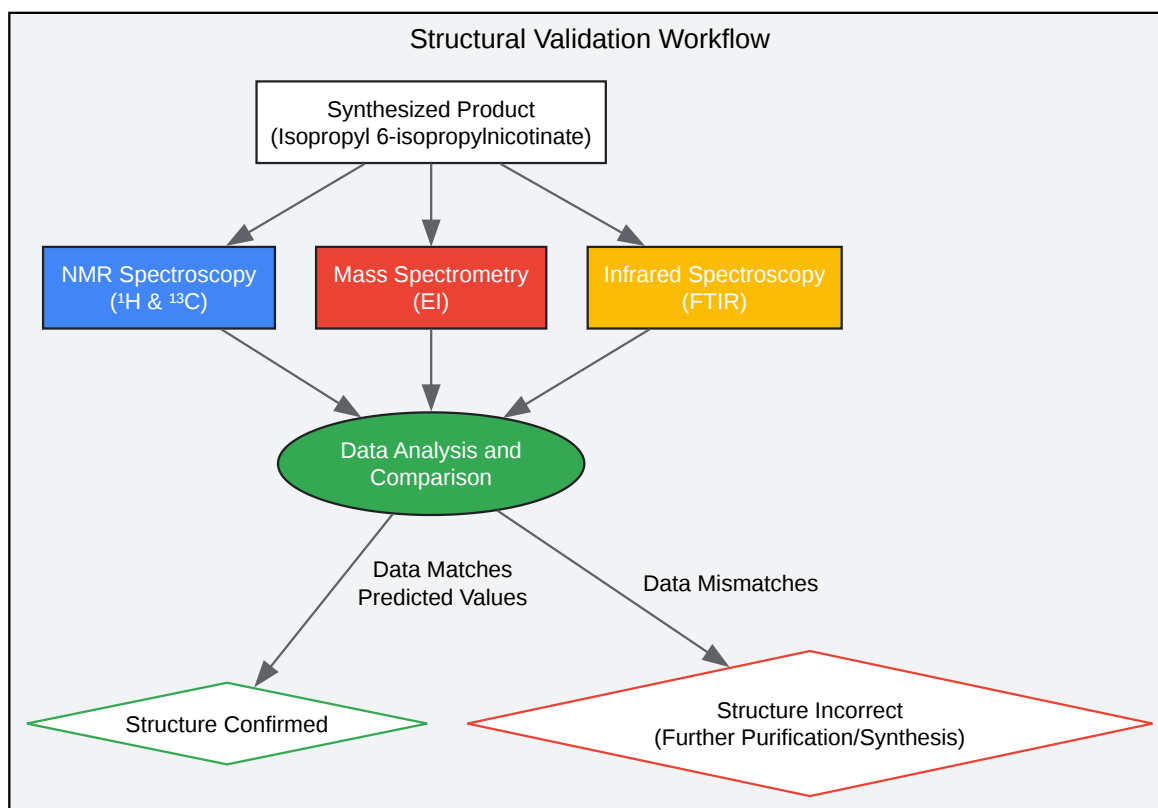 Structural Validation Workflow
Synthesized Product
(Isopropyl 6-isopropylnicotinate)
NMR Spectroscopy
(¹H & ¹³C)
Mass Spectrometry
(EI)
Infrared Spectroscopy
(FTIR)
Data Analysis and
Comparison
Data Matches
Predicted Values
Data Mismatches
Structure Confirmed
Structure Incorrect
(Further Purification/Synthesis)